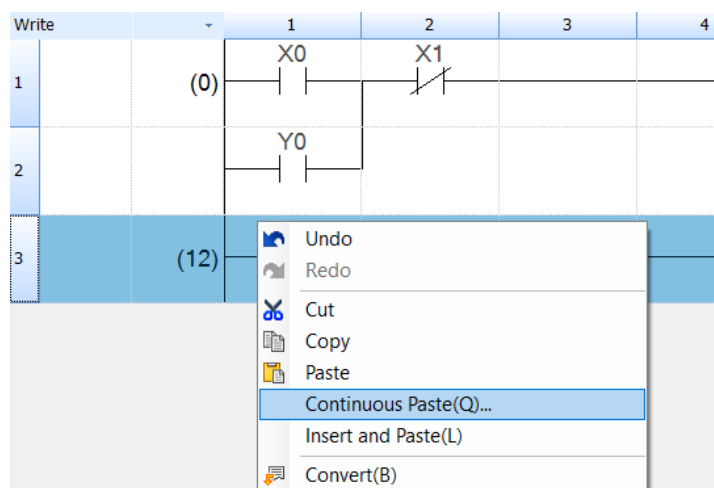 Write 1 2 3 4
X0 X1
1 (0)
Y0
2
3 (12)
Undo
Redo
Cut
Copy
Paste
Continuous Paste(Q)...
Insert and Paste(L)
Convert(B)